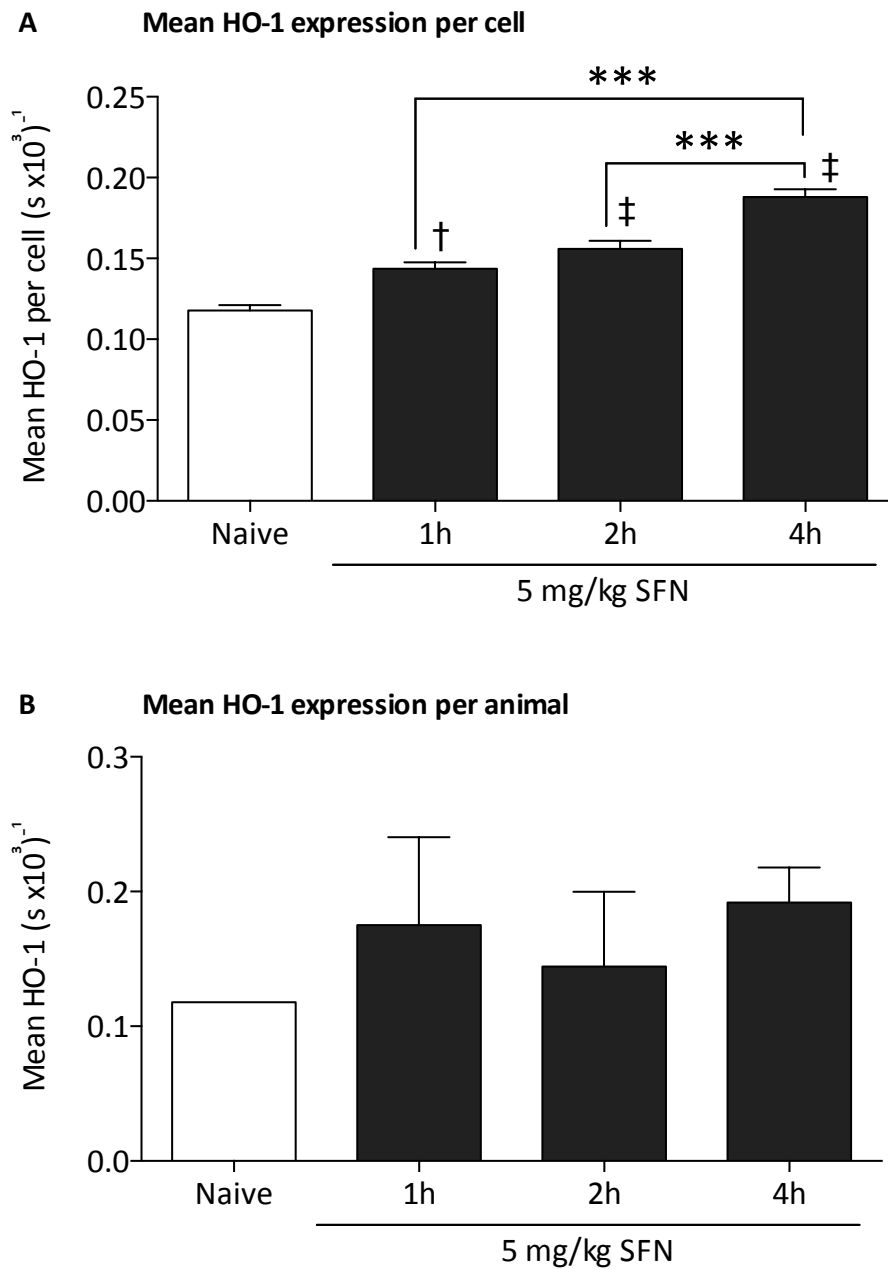 A Mean HO-1 expression per cell
Mean HO-1 per cell (s x10³)⁻¹
0.25
0.20
0.15
0.10
0.05
0.00
***
***
†
‡
‡
Naive 1h 2h 4h
5 mg/kg SFN
B Mean HO-1 expression per animal
Mean HO-1 (s x10³)⁻¹
0.3
0.2
0.1
0.0
Naive 1h 2h 4h
5 mg/kg SFN